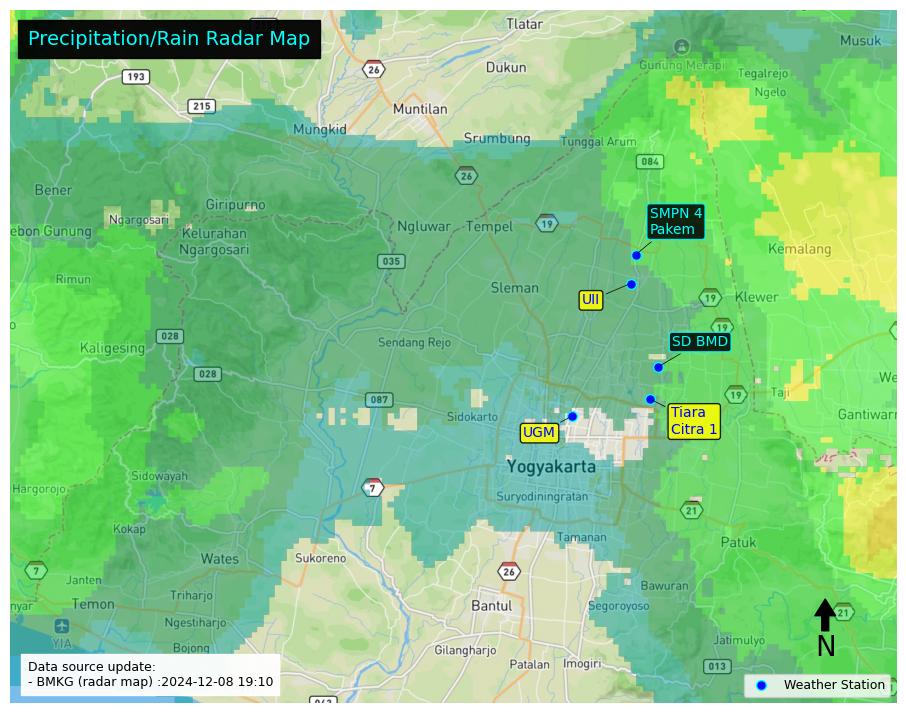 Precipitation/Rain Radar Map
Tlatar
Musuk
Gunung Merapi
26
Dukun
193
Tegalrejo
Ngelo
215
Muntilan
Mungkid
Srumbung
Tunggal Arum
084
26
Bener
Giripurno
SMPN 4
Pakem
Ngargosari
Ngluwar
Tempel
19
ebon Gunung
Kelurahan
Ngargosari
Kemalang
035
Rimun
Sleman
UII
19
Klewer
19
028
Sendang Rejo
SD BMD
Kaligesing
028
We
087
19
Taji
Sidokarto
Tiara
Citra 1
Gantiwar
UGM
Yogyakarta
Sidowayah
7
Suryodiningratan
Hargorojo
21
Kokap
Tamanan
Patuk
Sukoreno
Wates
7
26
Janten
Bawuran
nyar
Temon
Triharjo
Bantul
Segoroyoso
21
Ngestiharjo
YIA
Jatimulyo
N
Bojong
Gilangharjo
Patalan
Imogiri
013
Data source update:
- BMKG (radar map) :2024-12-08 19:10
Weather Station